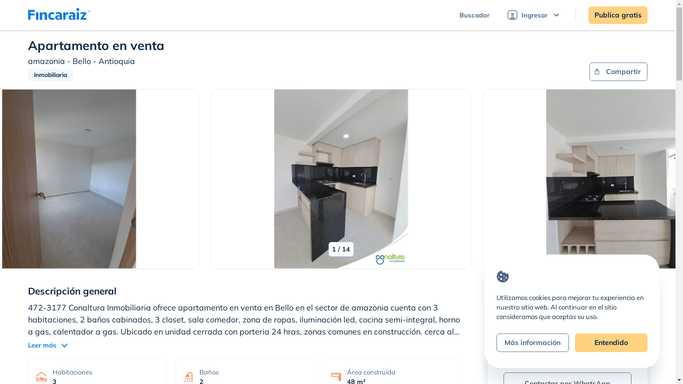 Fincaraiz
Buscador
Ingresar
Publica gratis
Apartamento en venta
amazonia - Bello - Antioquia
Inmobiliaria
Compartir
1 / 14
conaltura
Descripción general
472-3177 Conaltura Inmobiliaria ofrece apartamento en venta en Bello en el sector de amazonia cuenta con 3
habitaciones, 2 baños cabinados, 3 closet, sala comedor, zona de ropas, iluminación led, cocina semi-integral, horno
a gas, calentador a gas. Ubicado en unidad cerrada con porteria 24 hras, zonas comunes en construcción. cerca al...
Leer más
Habitaciones
3
Baños
2
Área construida
48 m²
Utilizamos cookies para mejorar tu experiencia en
nuestro sitio web. Al continuar en el sitio
consideramos que aceptas su uso.
Más información
Entendido
Contactar por WhatsApp